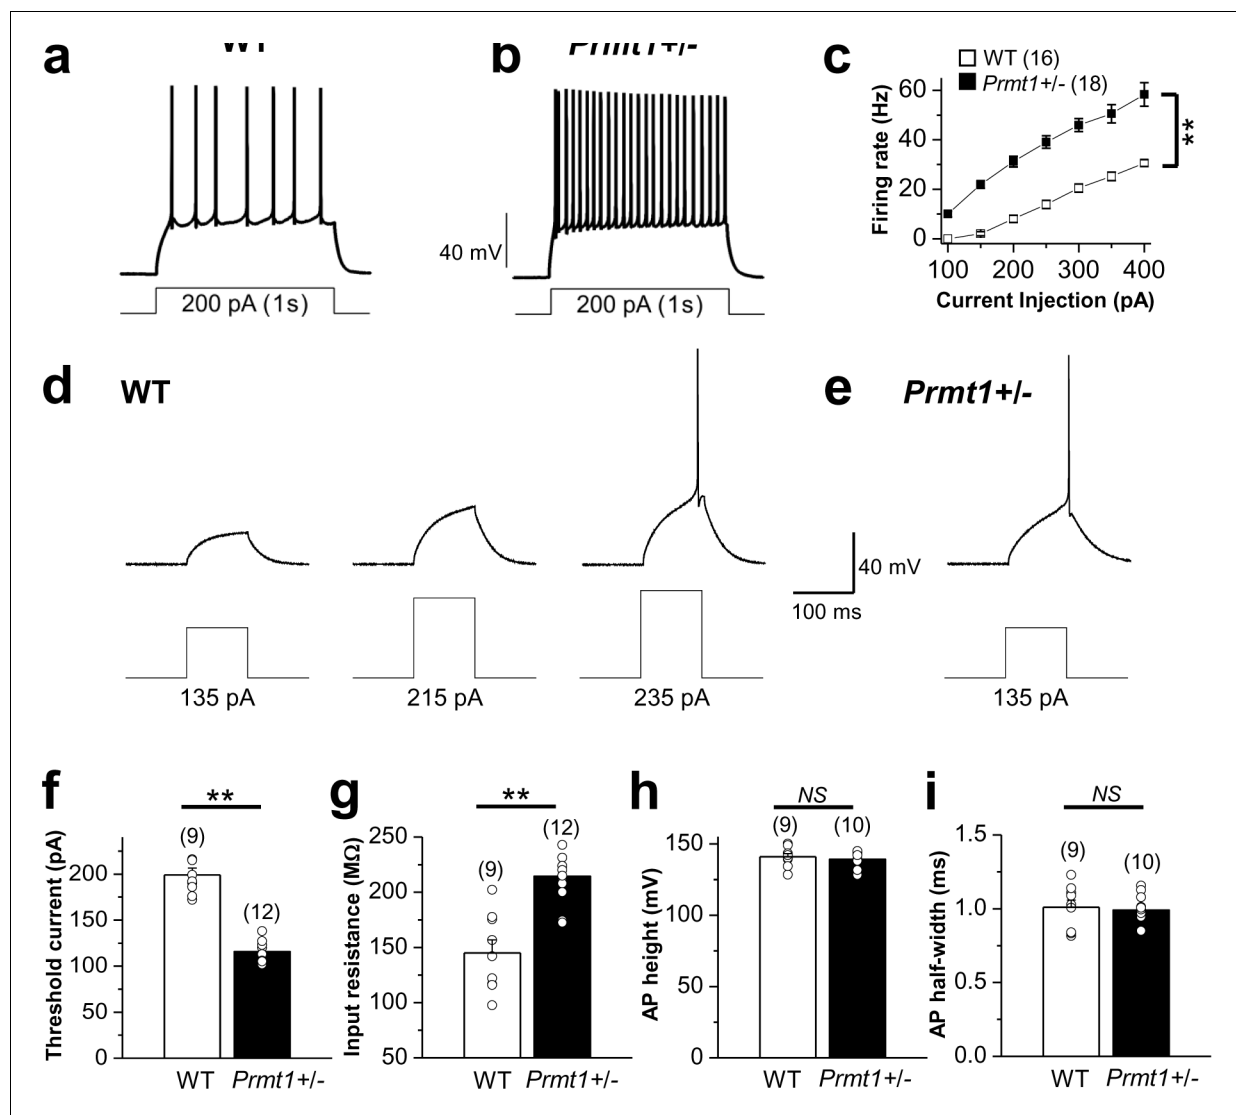 a WT
b Prmt1+/-
40 mV
200 pA (1s)
200 pA (1s)
c
WT (16)
Prmt1+/- (18)
Firing rate (Hz)
60
40
20
0
**
100 200 300 400
Current Injection (pA)
d WT
e Prmt1+/-
40 mV
100 ms
135 pA
215 pA
235 pA
135 pA
f
**
Threshold current (pA)
200
150
100
50
0
(9)
(12)
WT Prmt1+/-
g
**
Input resistance (MΩ)
250
200
150
100
50
(9)
(12)
WT Prmt1+/-
h
NS
AP height (mV)
150
100
50
0
(9) (10)
WT Prmt1+/-
i
NS
AP half-width (ms)
1.5
1.0
0.5
0.0
(9)
(10)
WT Prmt1+/-